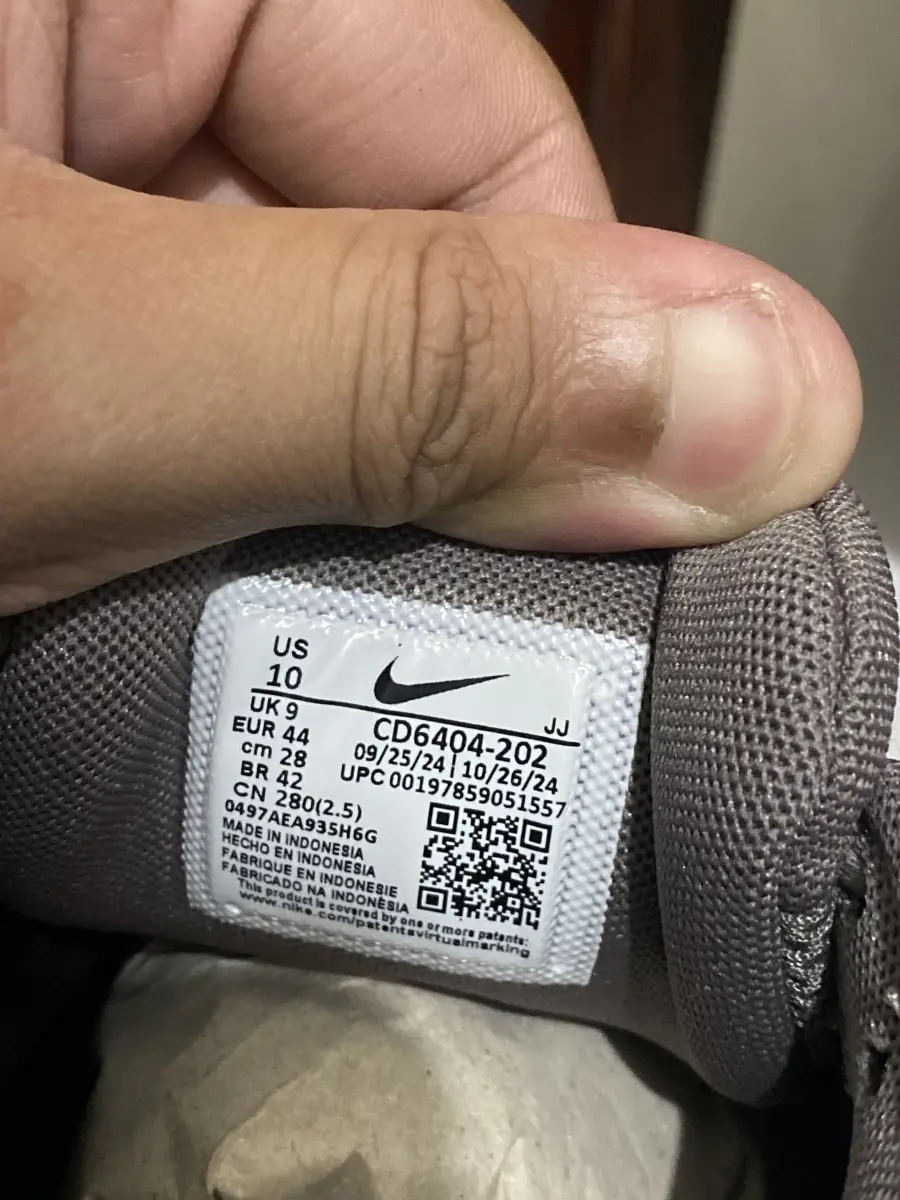 US
10
JJ
UK 9
CD6404-202
EUR 44
09/25/24 | 10/26/24
cm 28
UPC 00197859051557
BR 42
CN 280(2.5)
0497AEA935H6G
MADE IN INDONESIA
HECHO EN INDONESIA
FABRIQUE EN INDONESIE
FABRICADO NA INDONÈSIA
This product is covered by one or more patents:
www.nike.com/patentsvirtualmarking